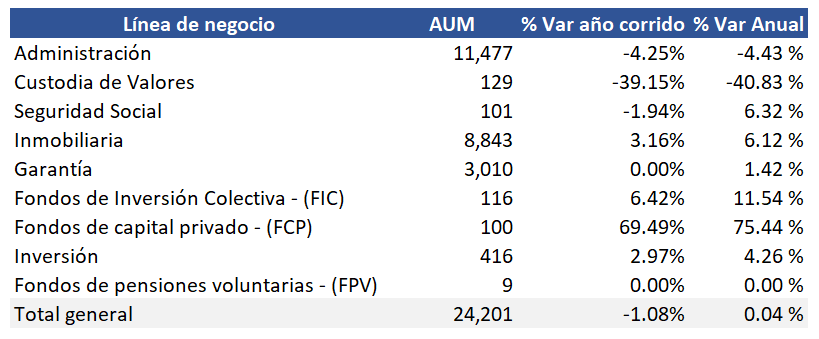 Línea de negocio AUM % Var año corrido % Var Anual
Administración 11,477 -4.25% -4.43 %
Custodia de Valores 129 -39.15% -40.83 %
Seguridad Social 101 -1.94% 6.32 %
Inmobiliaria 8,843 3.16% 6.12 %
Garantía 3,010 0.00% 1.42 %
Fondos de Inversión Colectiva - (FIC) 116 6.42% 11.54 %
Fondos de capital privado - (FCP) 100 69.49% 75.44 %
Inversión 416 2.97% 4.26 %
Fondos de pensiones voluntarias - (FPV) 9 0.00% 0.00 %
Total general 24,201 -1.08% 0.04 %